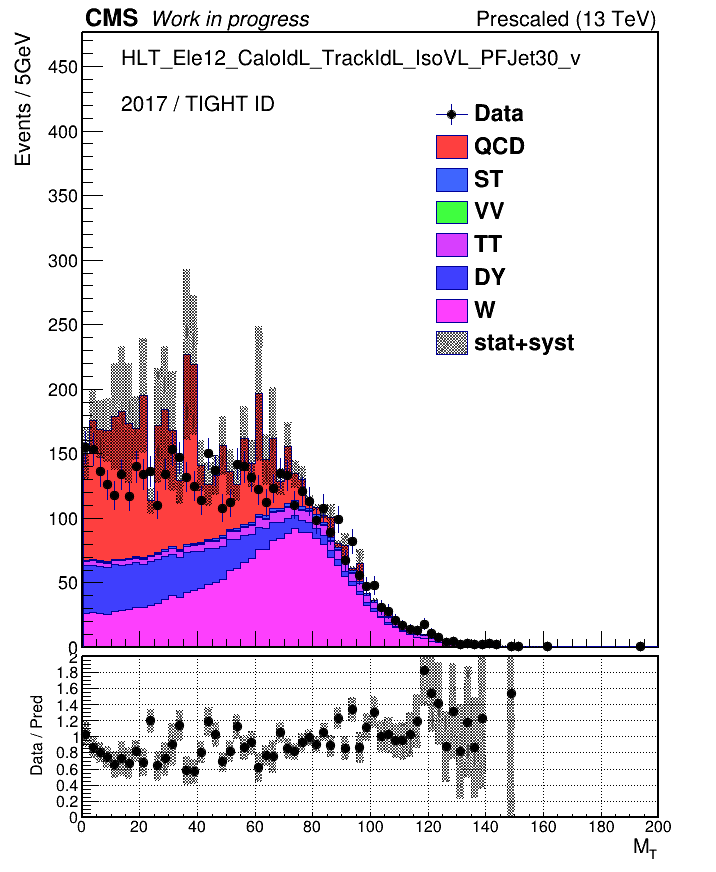 CMS Work in progress Prescaled (13 TeV)
Events / 5GeV
HLT_Ele12_CaloIdL_TrackIdL_IsoVL_PFJet30_v
2017 / TIGHT ID
Data
QCD
ST
VV
TT
DY
W
stat+syst
450
400
350
300
250
200
150
100
50
0
Data / Pred
2
1.8
1.6
1.4
1.2
1
0.8
0.6
0.4
0.2
0
0 20 40 60 80 100 120 140 160 180 200
M_T